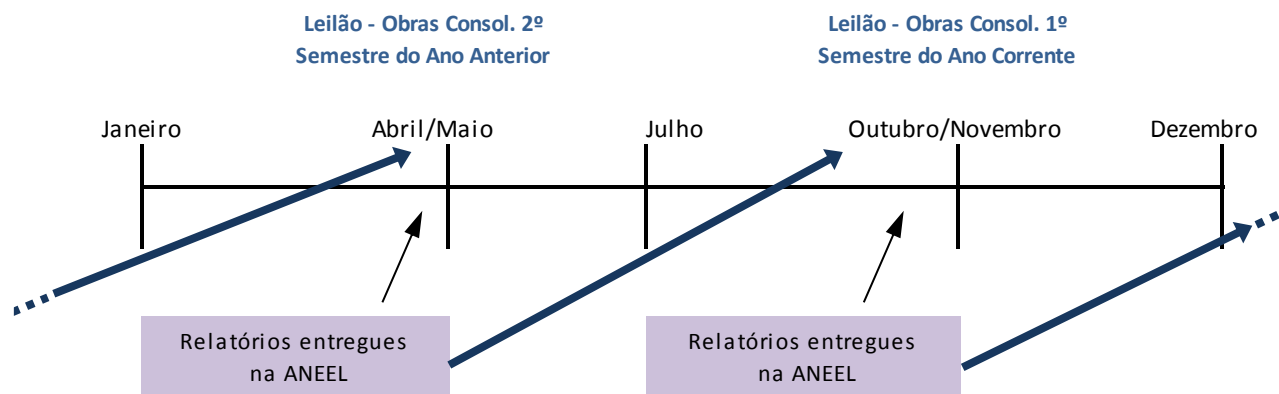 Leilão - Obras Consol. 2º
Semestre do Ano Anterior
Leilão - Obras Consol. 1º
Semestre do Ano Corrente
Janeiro
Abril/Maio
Julho
Outubro/Novembro
Dezembro
Relatórios entregues
na ANEEL
Relatórios entregues
na ANEEL